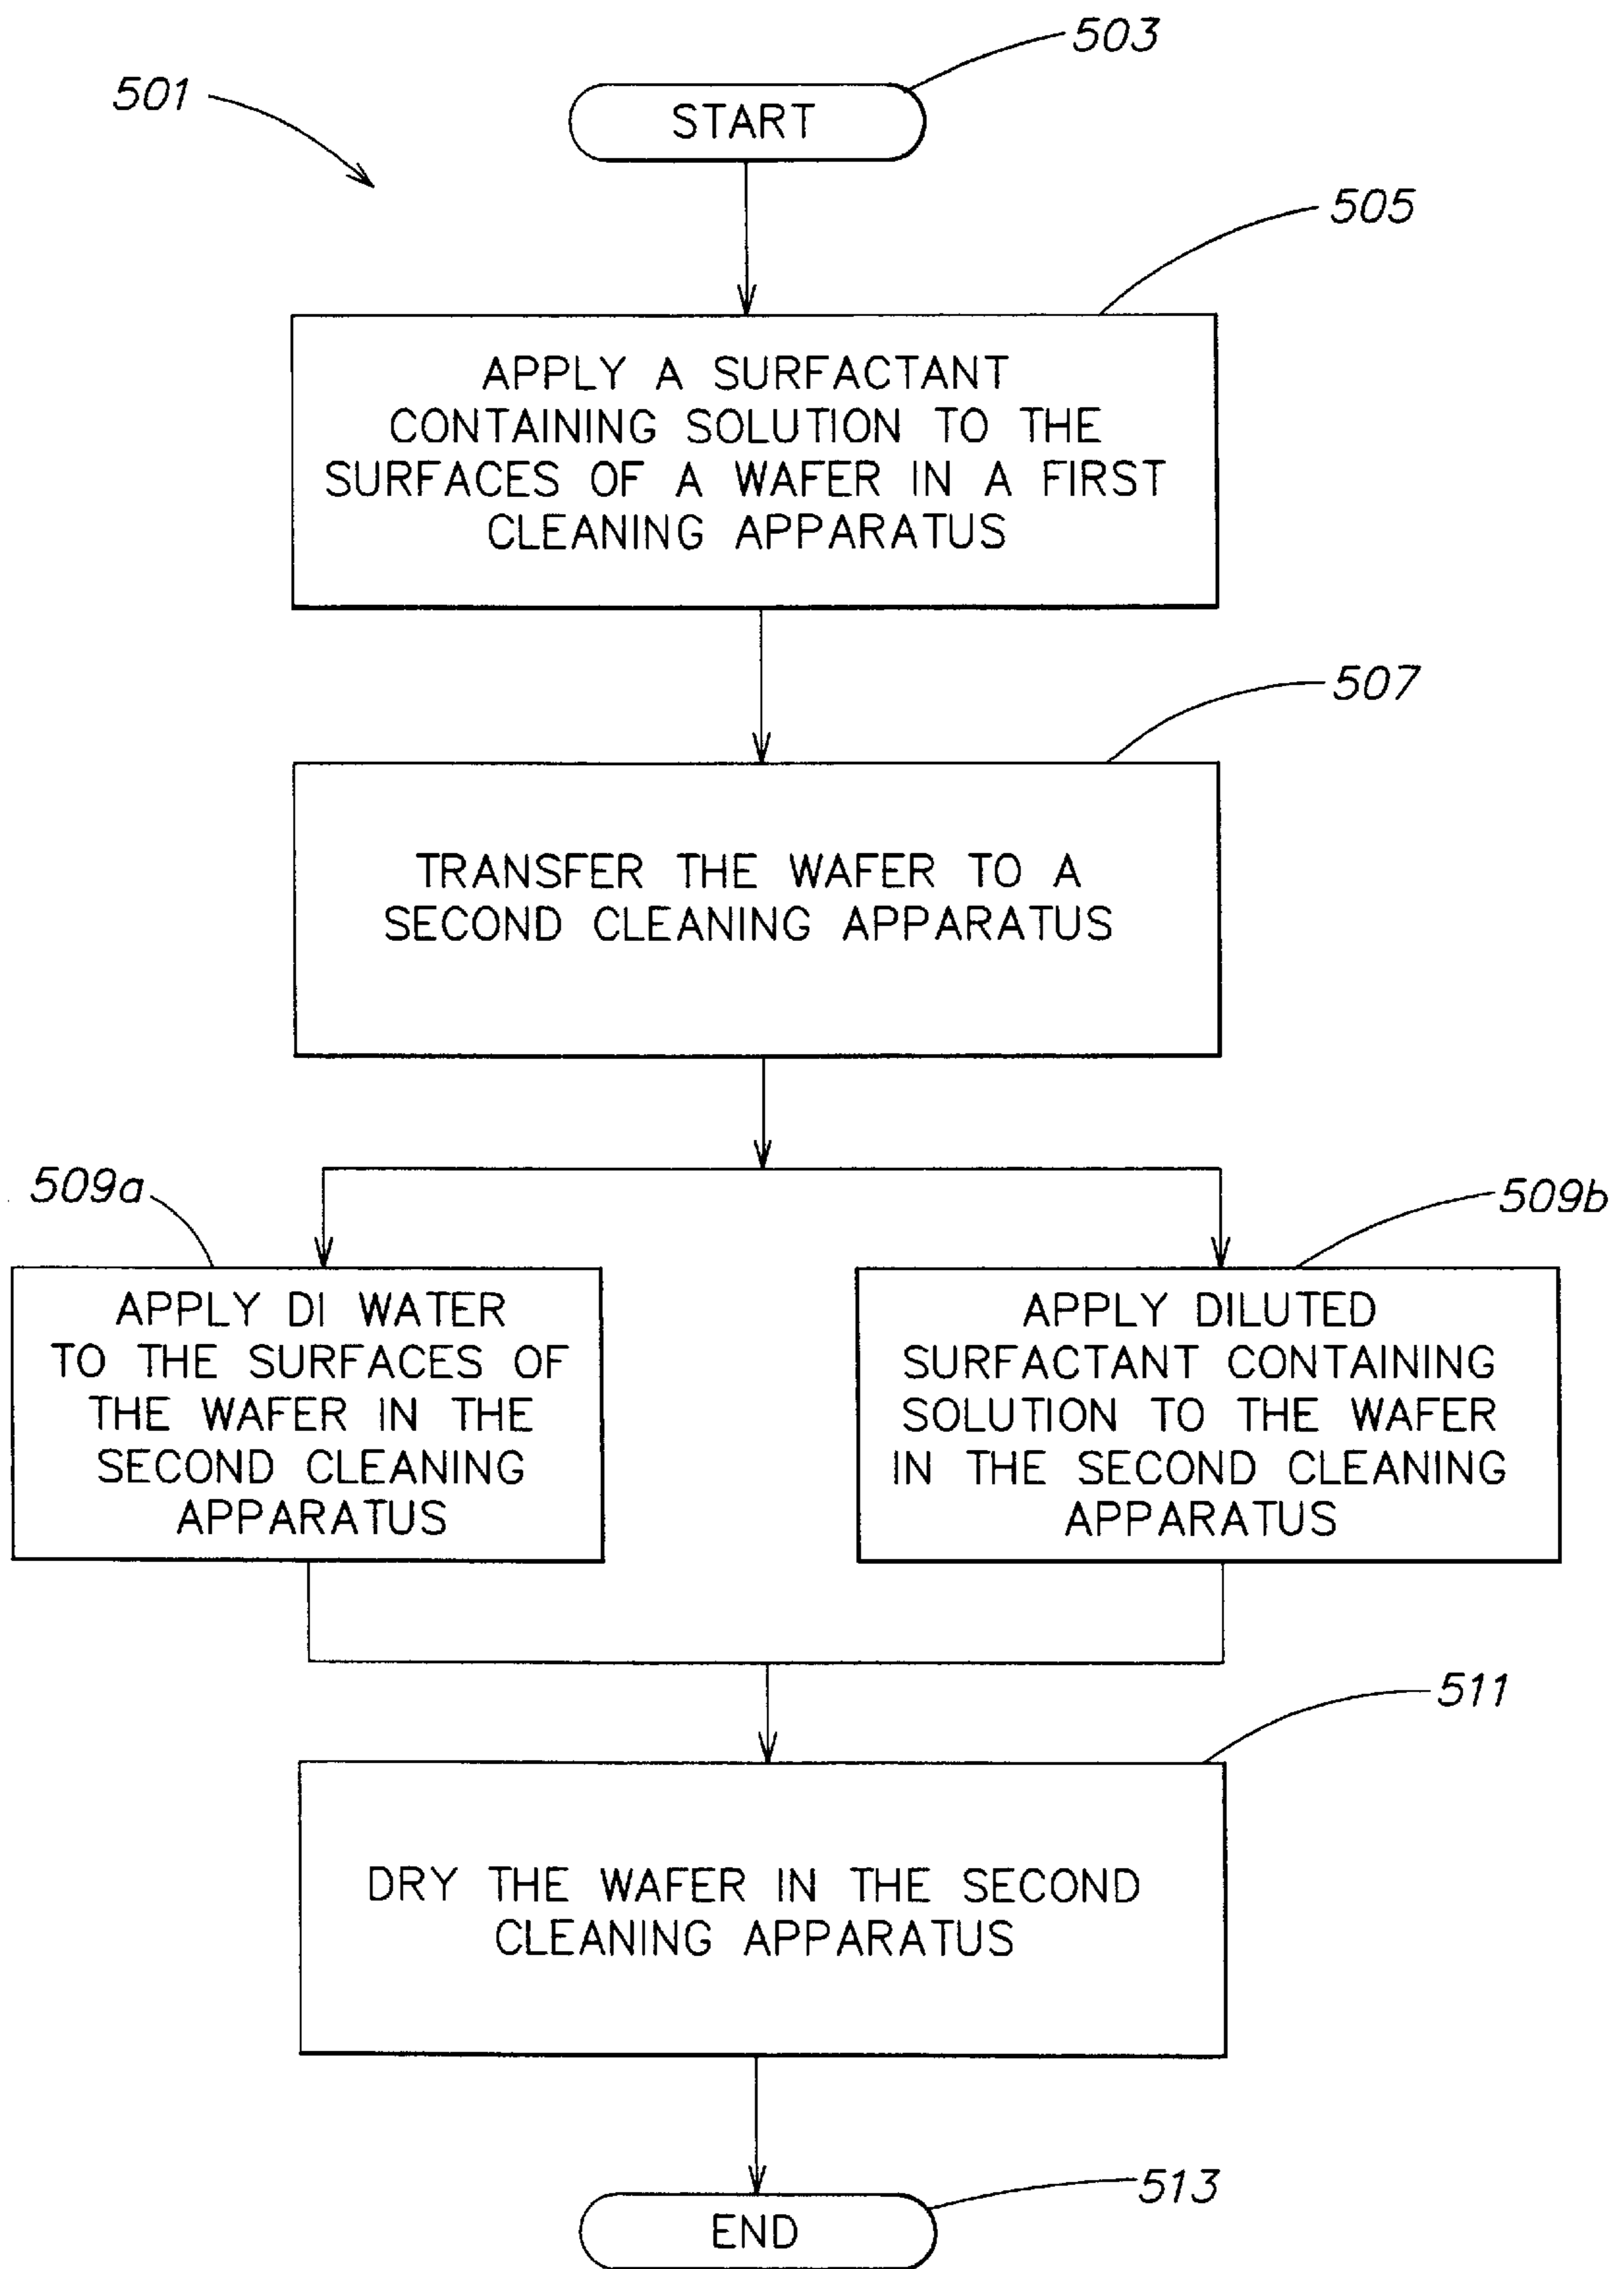 503
501
START
505
APPLY A SURFACTANT
CONTAINING SOLUTION TO THE
SURFACES OF A WAFER IN A FIRST
CLEANING APPARATUS
507
TRANSFER THE WAFER TO A
SECOND CLEANING APPARATUS
509a
APPLY DI WATER
TO THE SURFACES OF
THE WAFER IN THE
SECOND CLEANING
APPARATUS
509b
APPLY DILUTED
SURFACTANT CONTAINING
SOLUTION TO THE WAFER
IN THE SECOND CLEANING
APPARATUS
511
DRY THE WAFER IN THE SECOND
CLEANING APPARATUS
513
END